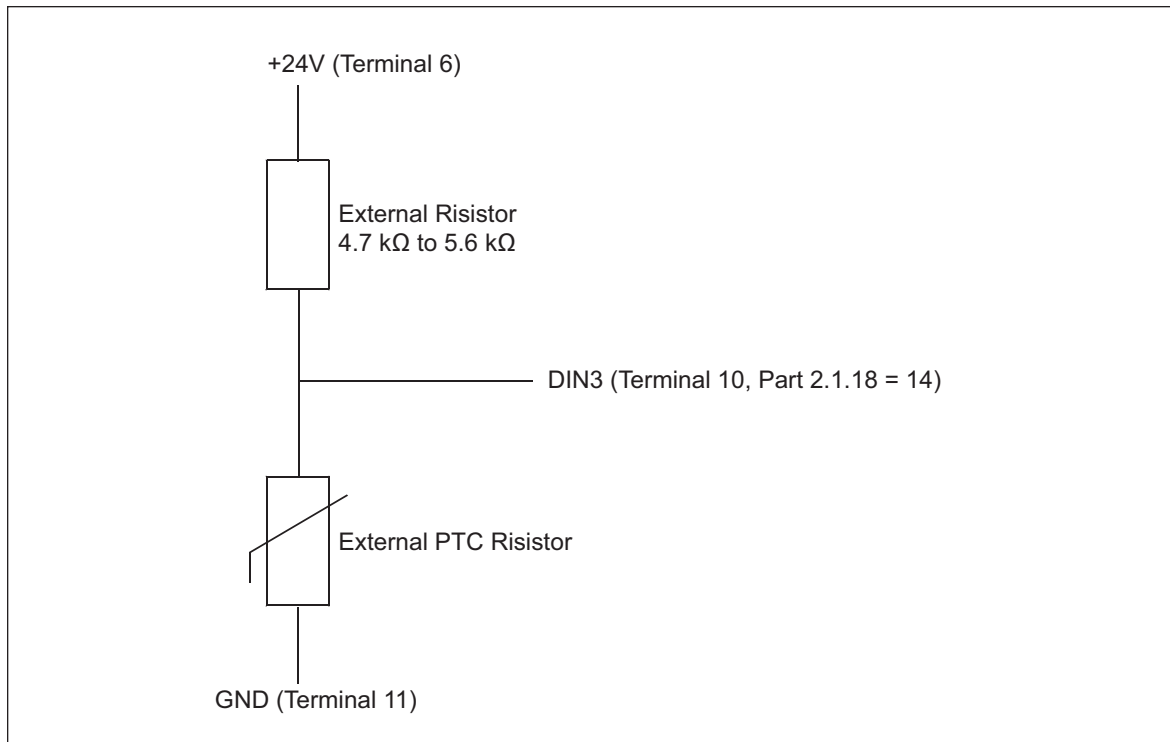 +24V (Terminal 6)
External Risistor
4.7 kΩ to 5.6 kΩ
DIN3 (Terminal 10, Part 2.1.18 = 14)
External PTC Risistor
GND (Terminal 11)